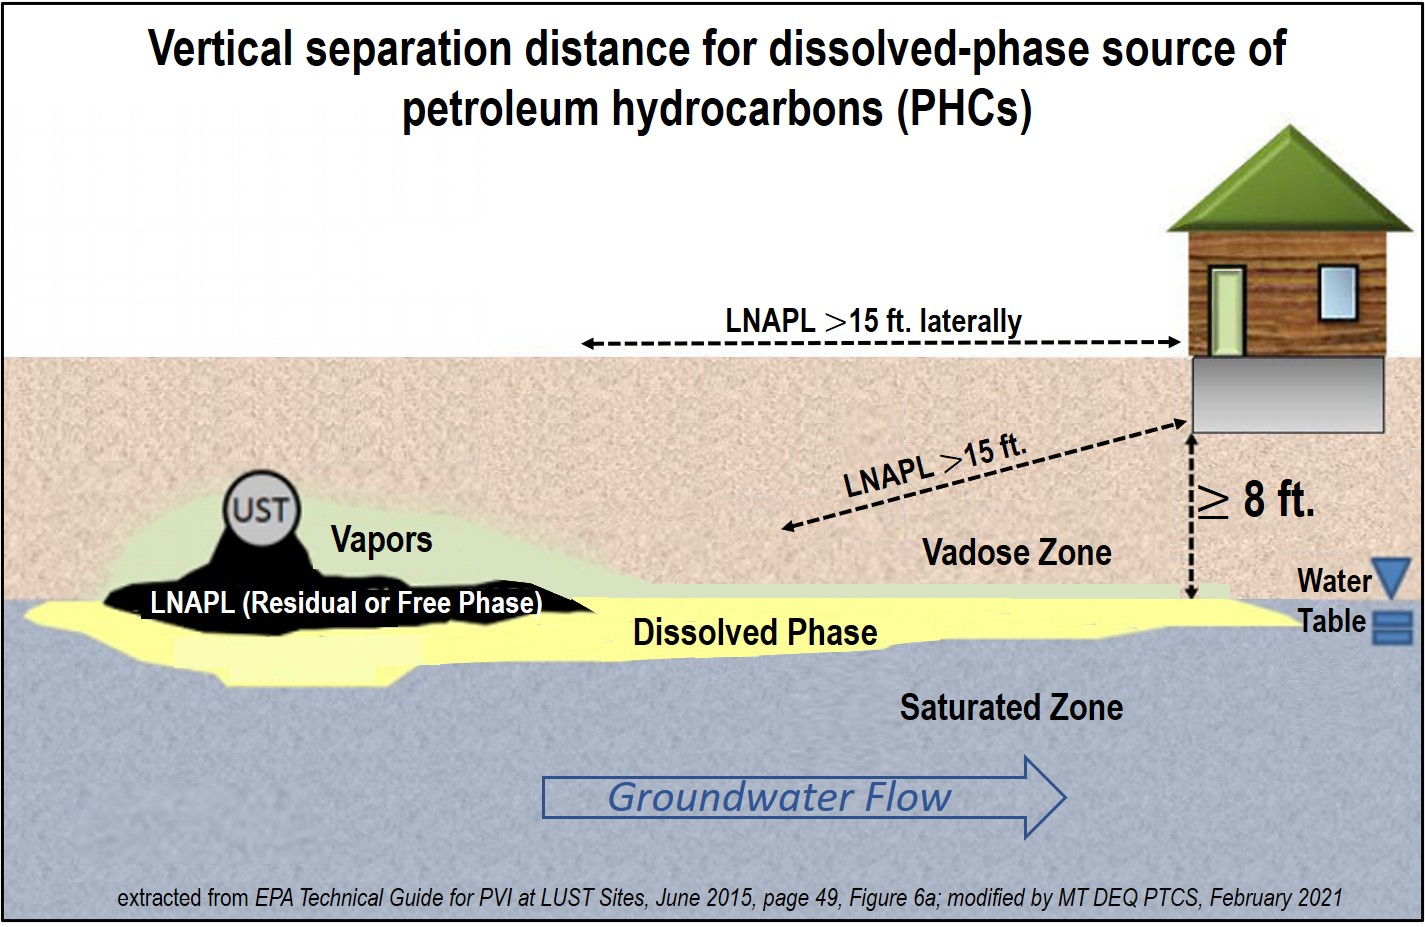 Vertical separation distance for dissolved-phase source of
petroleum hydrocarbons (PHCs)
LNAPL >15 ft. laterally
LNAPL >15 ft.
≥ 8 ft.
UST
Vapors
Vadose Zone
Water
Table
LNAPL (Residual or Free Phase)
Dissolved Phase
Saturated Zone
Groundwater Flow
extracted from EPA Technical Guide for PVI at LUST Sites, June 2015, page 49, Figure 6a; modified by MT DEQ PTCS, February 2021